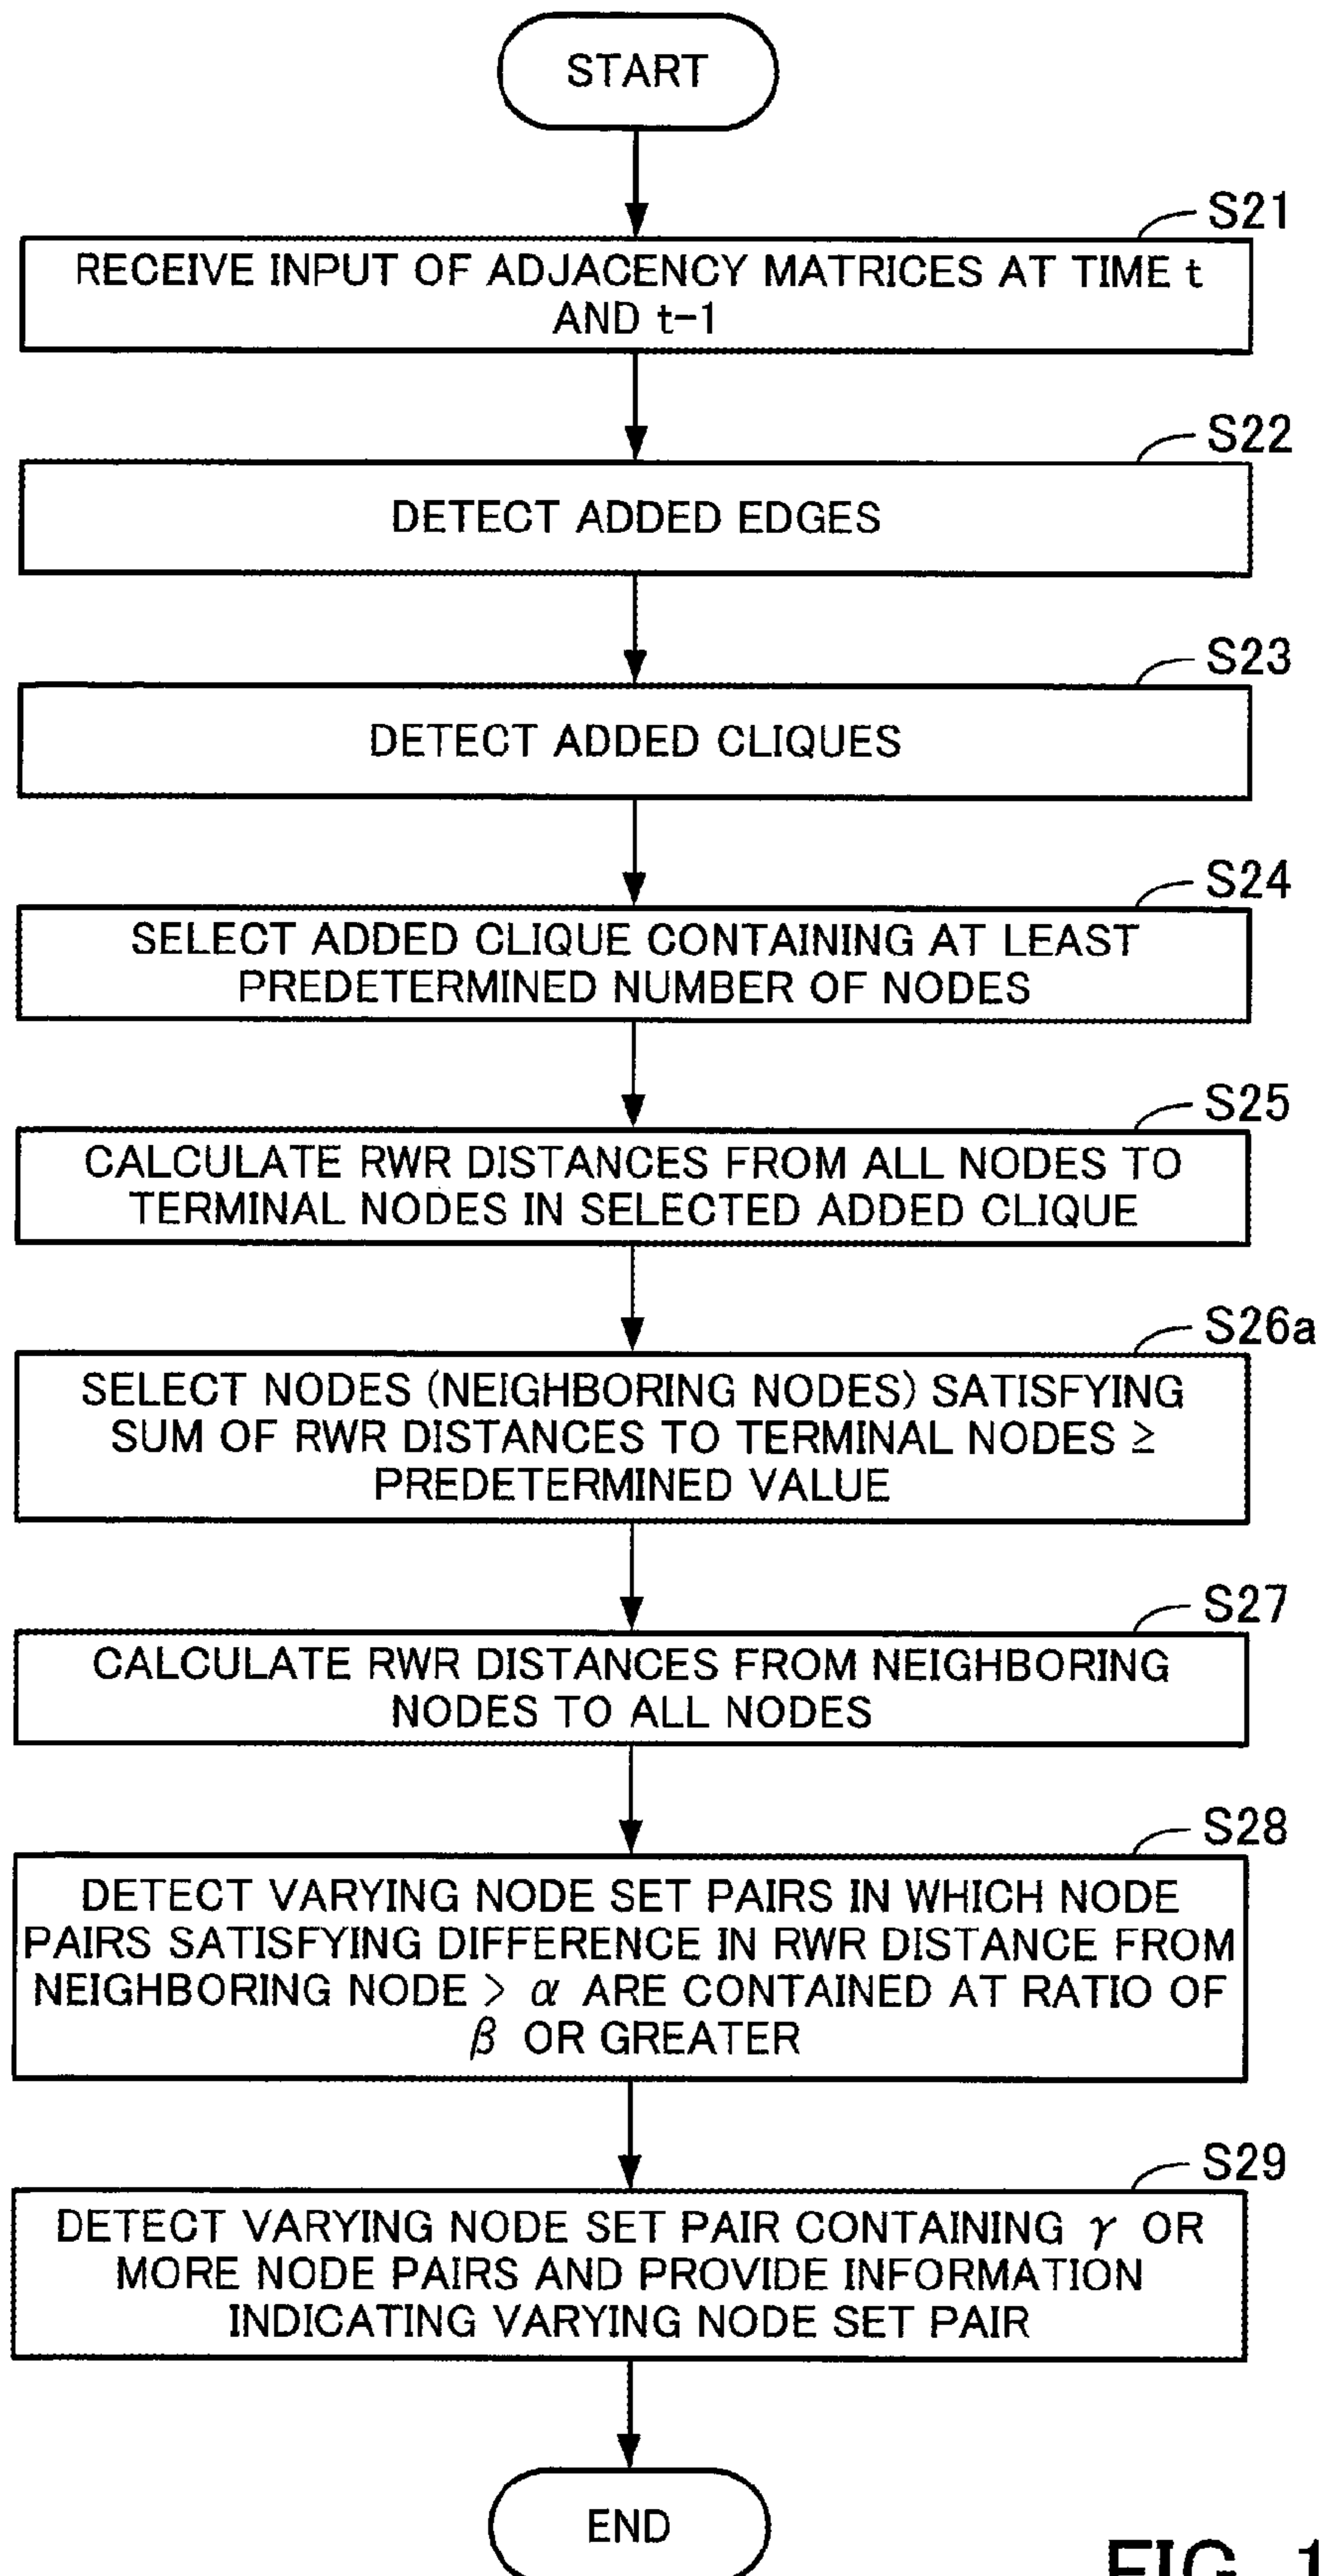 START
S21
RECEIVE INPUT OF ADJACENCY MATRICES AT TIME t
AND t-1
S22
DETECT ADDED EDGES
S23
DETECT ADDED CLIQUES
S24
SELECT ADDED CLIQUE CONTAINING AT LEAST
PREDETERMINED NUMBER OF NODES
S25
CALCULATE RWR DISTANCES FROM ALL NODES TO
TERMINAL NODES IN SELECTED ADDED CLIQUE
S26a
SELECT NODES (NEIGHBORING NODES) SATISFYING
SUM OF RWR DISTANCES TO TERMINAL NODES ≥
PREDETERMINED VALUE
S27
CALCULATE RWR DISTANCES FROM NEIGHBORING
NODES TO ALL NODES
S28
DETECT VARYING NODE SET PAIRS IN WHICH NODE
PAIRS SATISFYING DIFFERENCE IN RWR DISTANCE FROM
NEIGHBORING NODE > α ARE CONTAINED AT RATIO OF
β OR GREATER
S29
DETECT VARYING NODE SET PAIR CONTAINING γ OR
MORE NODE PAIRS AND PROVIDE INFORMATION
INDICATING VARYING NODE SET PAIR
END
FIG. 1